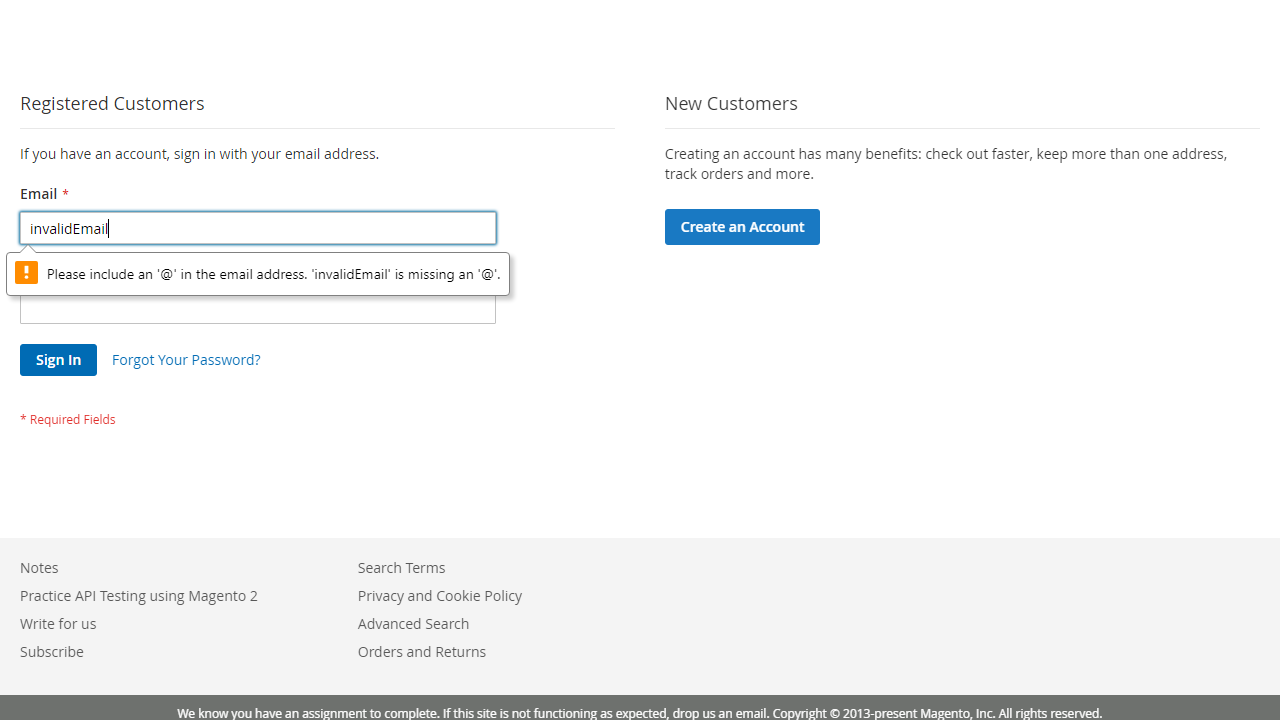 Registered Customers
If you have an account, sign in with your email address.
Email *
invalidEmail
Please include an '@' in the email address. 'invalidEmail' is missing an '@'.
Sign In
Forgot Your Password?
* Required Fields
New Customers
Creating an account has many benefits: check out faster, keep more than one address,
track orders and more.
Create an Account
Notes
Practice API Testing using Magento 2
Write for us
Subscribe
Search Terms
Privacy and Cookie Policy
Advanced Search
Orders and Returns
We know you have an assignment to complete. If this site is not functioning as expected, drop us an email. Copyright © 2013-present Magento, Inc. All rights reserved.